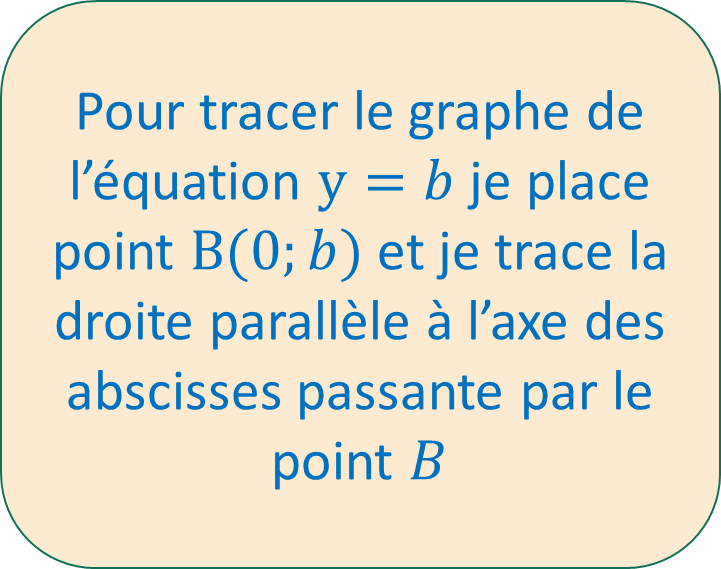 Pour tracer le graphe de
l’équation y = b je place
point B(0; b) et je trace la
droite parallèle à l’axe des
abscisses passante par le
point B